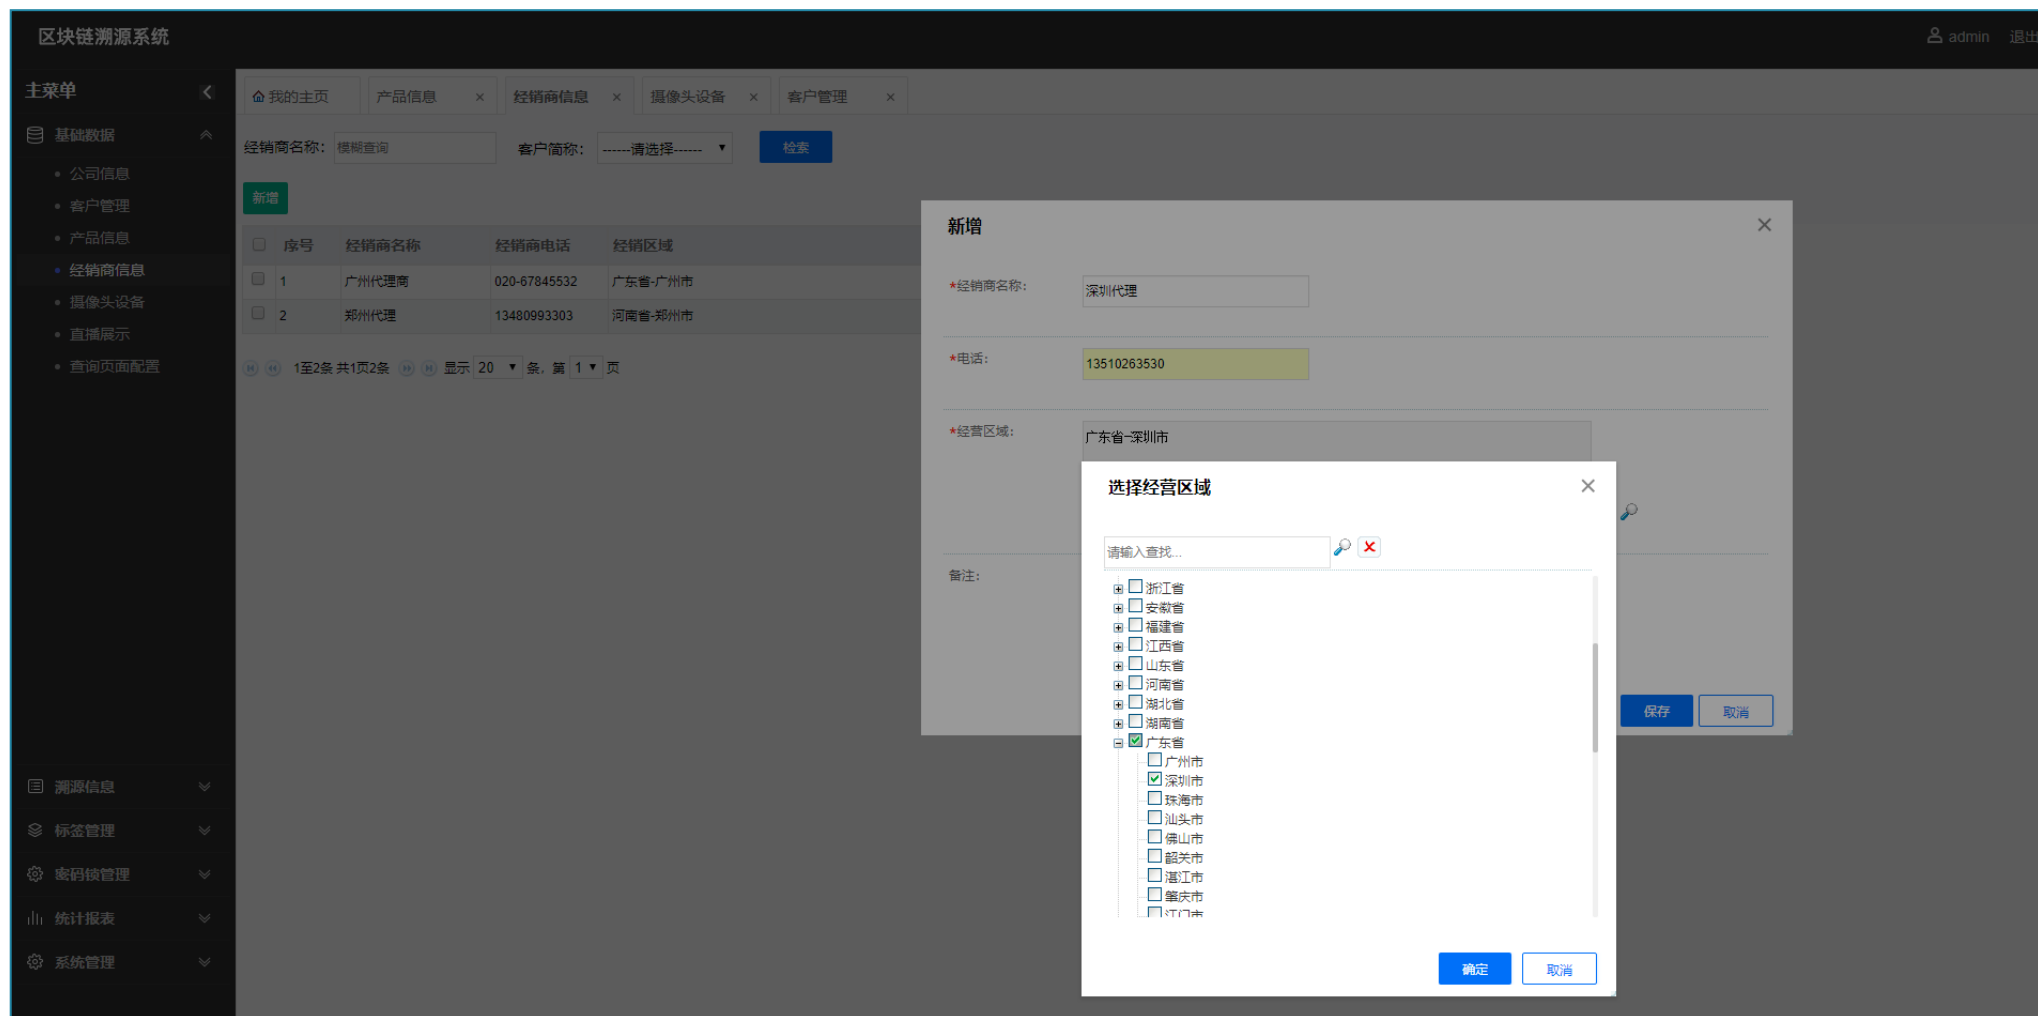 区块链溯源系统
admin 退出
主菜单
基础数据
公司信息
客户管理
产品信息
经销商信息
摄像头设备
直播展示
查询页面配置
溯源信息
标签管理
密码锁管理
统计报表
系统管理
我的主页 产品信息 × 经销商信息 × 摄像头设备 × 客户管理 ×
经销商名称: 模糊查询 客户简称: ------请选择------ 检索
新增
序号 经销商名称 经销商电话 经销区域
1 广州代理商 020-67845532 广东省-广州市
2 郑州代理 13480993303 河南省-郑州市
1至2条 共1页2条 显示 20 条, 第 1 页
新增
*经销商名称: 深圳代理
*电话: 13510263530
*经营区域: 广东省-深圳市
备注:
保存 取消
选择经营区域
请输入查找...
浙江省
安徽省
福建省
江西省
山东省
河南省
湖北省
湖南省
广东省
广州市
深圳市
珠海市
汕头市
佛山市
韶关市
湛江市
肇庆市
江门市
确定 取消